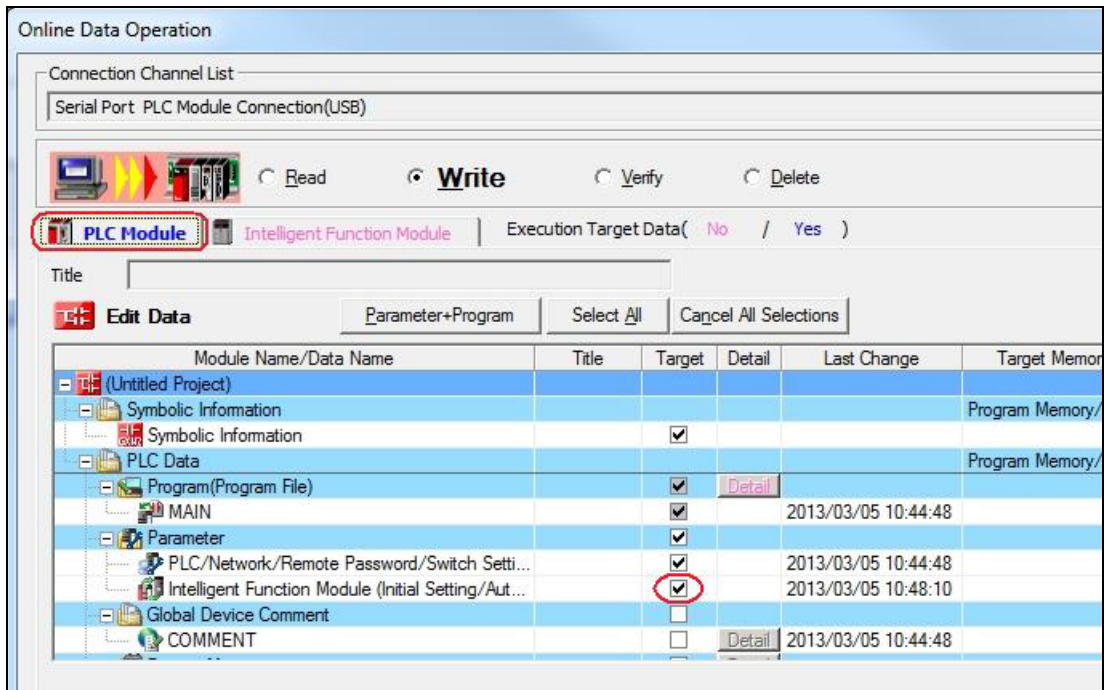 Online Data Operation
Connection Channel List
Serial Port PLC Module Connection(USB)
Read Write Verify Delete
PLC Module Intelligent Function Module Execution Target Data( No / Yes )
Title
Edit Data Parameter+Program Select All Cancel All Selections
Module Name/Data Name Title Target Detail Last Change Target Memor
(Untitled Project)
Symbolic Information Program Memory/
Symbolic Information
PLC Data Program Memory/
Program(Program File) Detail
MAIN 2013/03/05 10:44:48
Parameter
PLC/Network/Remote Password/Switch Setti... 2013/03/05 10:44:48
Intelligent Function Module (Initial Setting/Aut... 2013/03/05 10:48:10
Global Device Comment
COMMENT Detail 2013/03/05 10:44:48